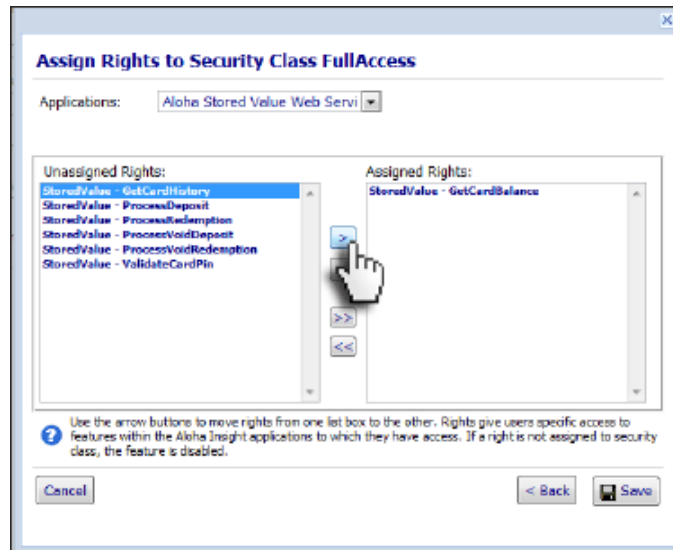 Assign Rights to Security Class FullAccess
Applications: Aloha Stored Value Web Servi
Unassigned Rights:
StoredValue - GetCardHistory
StoredValue - ProcessDeposit
StoredValue - ProcessRedemption
StoredValue - ProcessVoidDeposit
StoredValue - ProcessVoidRedemption
StoredValue - ValidateCardPin
Assigned Rights:
StoredValue - GetCardBalance
>
>>
<<
Use the arrow buttons to move rights from one list box to the other. Rights give users specific access to
features within the Aloha Insight applications to which they have access. If a right is not assigned to security
class, the feature is disabled.
Cancel
< Back
Save